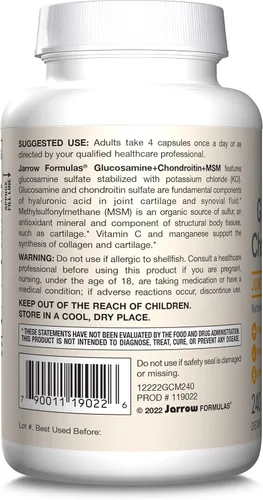 SUGGESTED USE: Adults take 4 capsules once a day or as
directed by your qualified healthcare professional.
Jarrow Formulas® Glucosamine+Chondroitin+MSM features
glucosamine sulfate stabilized with potassium chloride (KCl).
Glucosamine and chondroitin sulfate are fundamental components
of hyaluronic acid in joint cartilage and synovial fluid.*
Methylsulfonylmethane (MSM) is an organic source of sulfur, an
antioxidant mineral and component of structural body tissues,
such as cartilage.* Vitamin C and manganese support the
synthesis of collagen and cartilage.*
WARNING: Do not use if allergic to shellfish. Consult a healthcare
professional before using this product if you are pregnant,
nursing, under the age of 18, are taking medication or have a
medical condition; if adverse reactions occur, discontinue use.
KEEP OUT OF THE REACH OF CHILDREN.
STORE IN A COOL, DRY PLACE.
*THESE STATEMENTS HAVE NOT BEEN EVALUATED BY THE FOOD AND DRUG ADMINISTRATION.
THIS PRODUCT IS NOT INTENDED TO DIAGNOSE, TREAT, CURE, OR PREVENT ANY DISEASE.
Do not use if safety seal is damaged
or missing.
12222GCM240
PROD # 119022
© 2022 Jarrow FORMULAS®
7 90011 19022 6
Lot #. Best Used Before:
FILL LINE
240